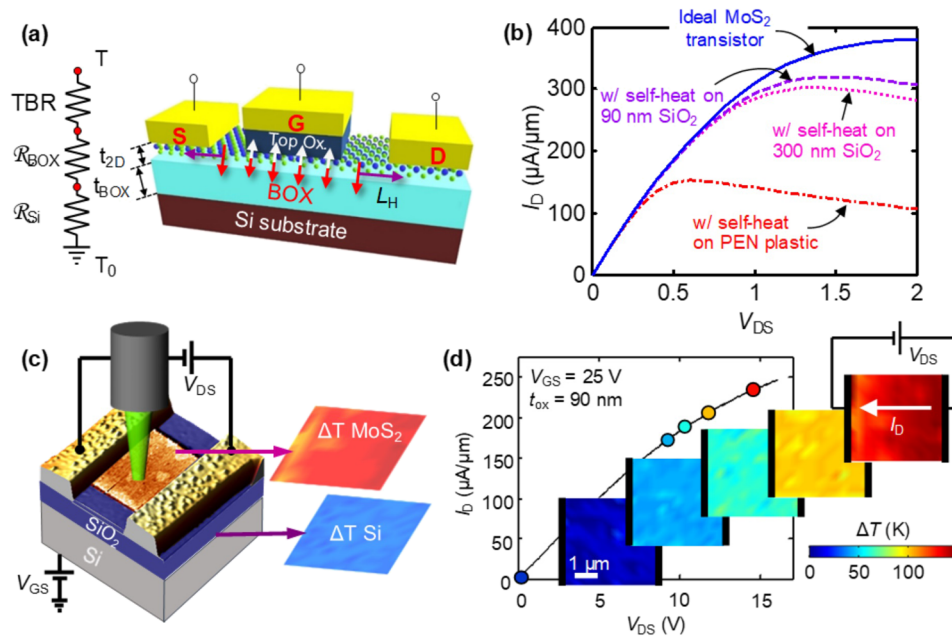 (a)
T
TBR
ℛBOX
ℛSi
T₀
t₂D
tBOX
S
G
D
Top Ox.
BOX
LH
Si substrate
(b)
400
300
200
100
0
ID (µA/µm)
0
0.5
1
1.5
2
VDS
Ideal MoS₂
transistor
w/ self-heat on
90 nm SiO₂
w/ self-heat on
300 nm SiO₂
w/ self-heat
on PEN plastic
(c)
VDS
ΔT MoS₂
ΔT Si
SiO₂
Si
VGS
(d)
VGS = 25 V
tox = 90 nm
250
200
150
100
50
0
ID (µA/µm)
0
5
10
15
VDS (V)
1 µm
VDS
ID
ΔT (K)
0
50
100